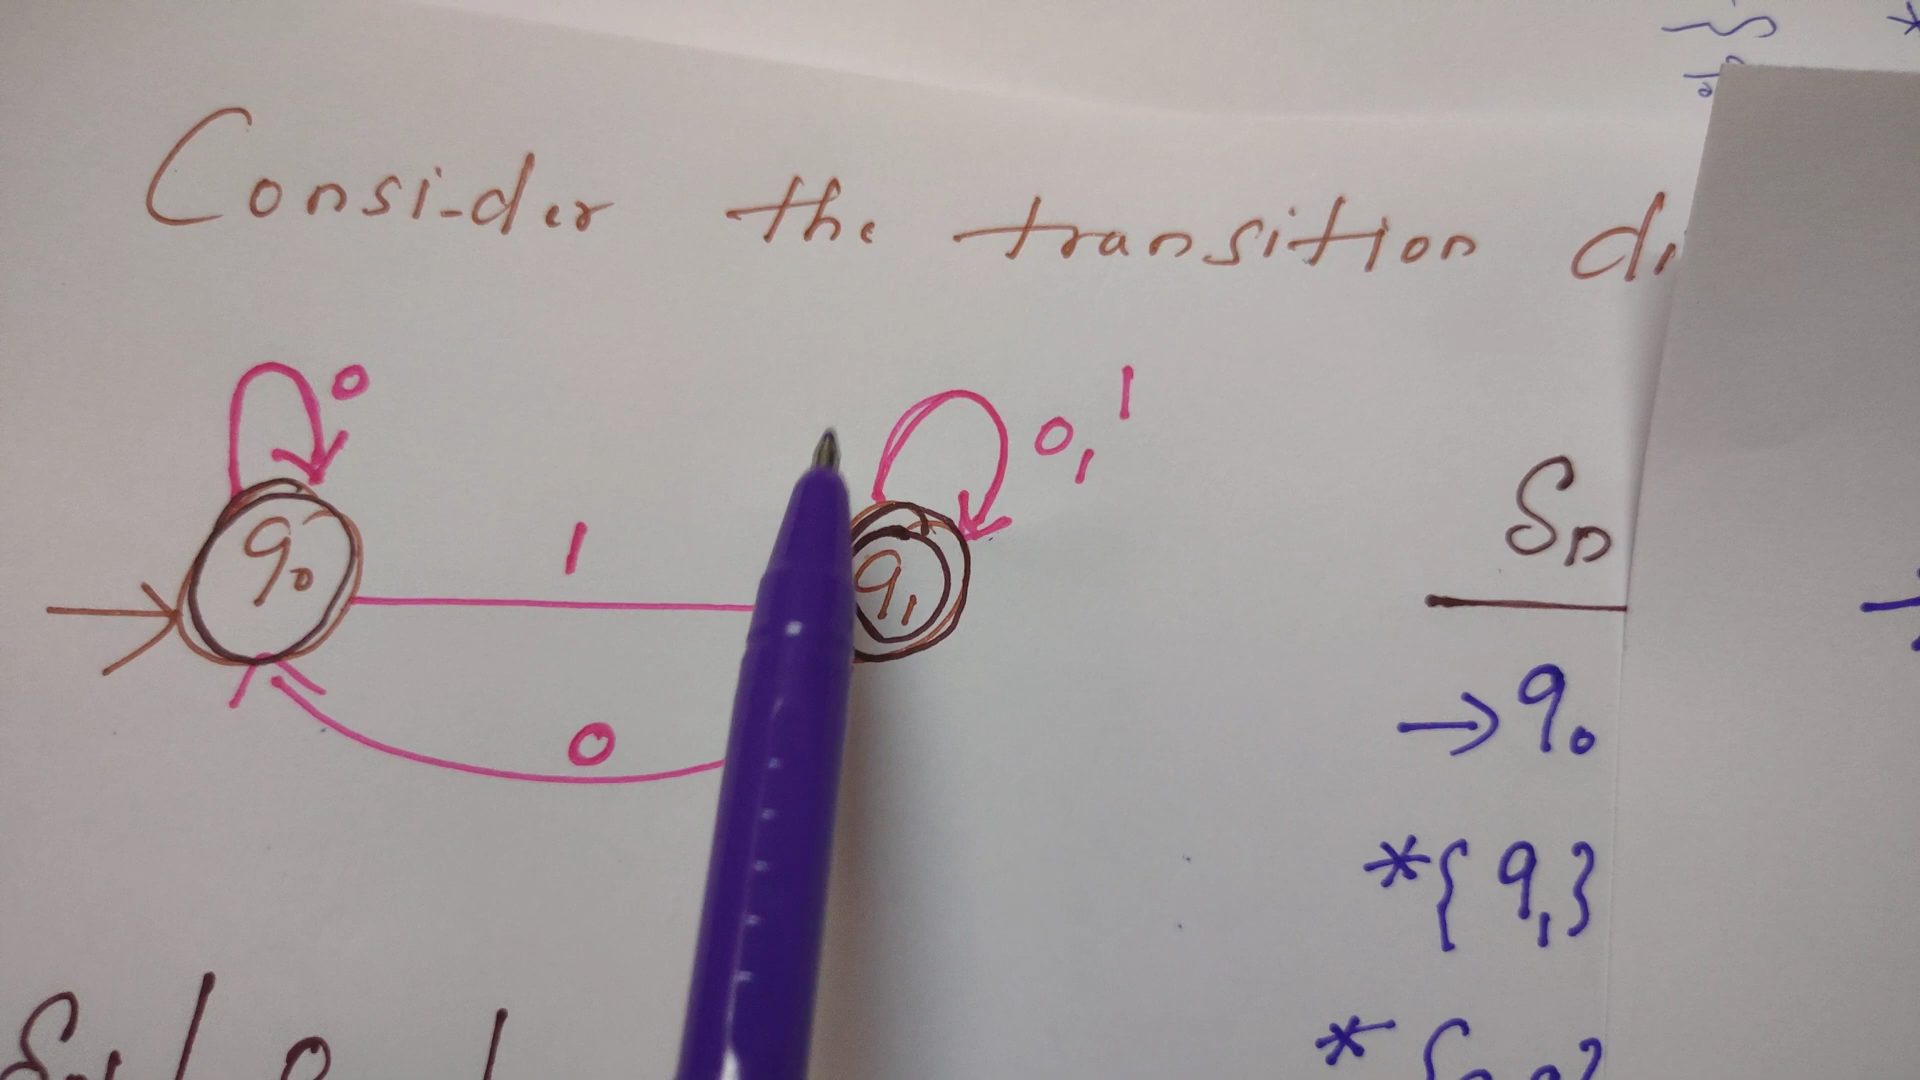 Consider the transition di
0
0, 1
1
q0
q1
0
δD
→ q0
*{q1}